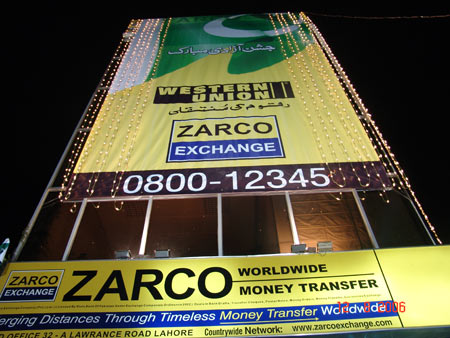 جشن آزادی مبارک
WESTERN UNION
رقوم کی منتقلی
ZARCO
EXCHANGE
0800-12345
ZARCO
EXCHANGE
ZARCO
WORLDWIDE
MONEY TRANSFER
erging Distances Through Timeless Money Transfer Worldwide
OFFICE 32 - A LAWRANCE ROAD LAHORE Countrywide Network: www.zarcoexchange.com
2006